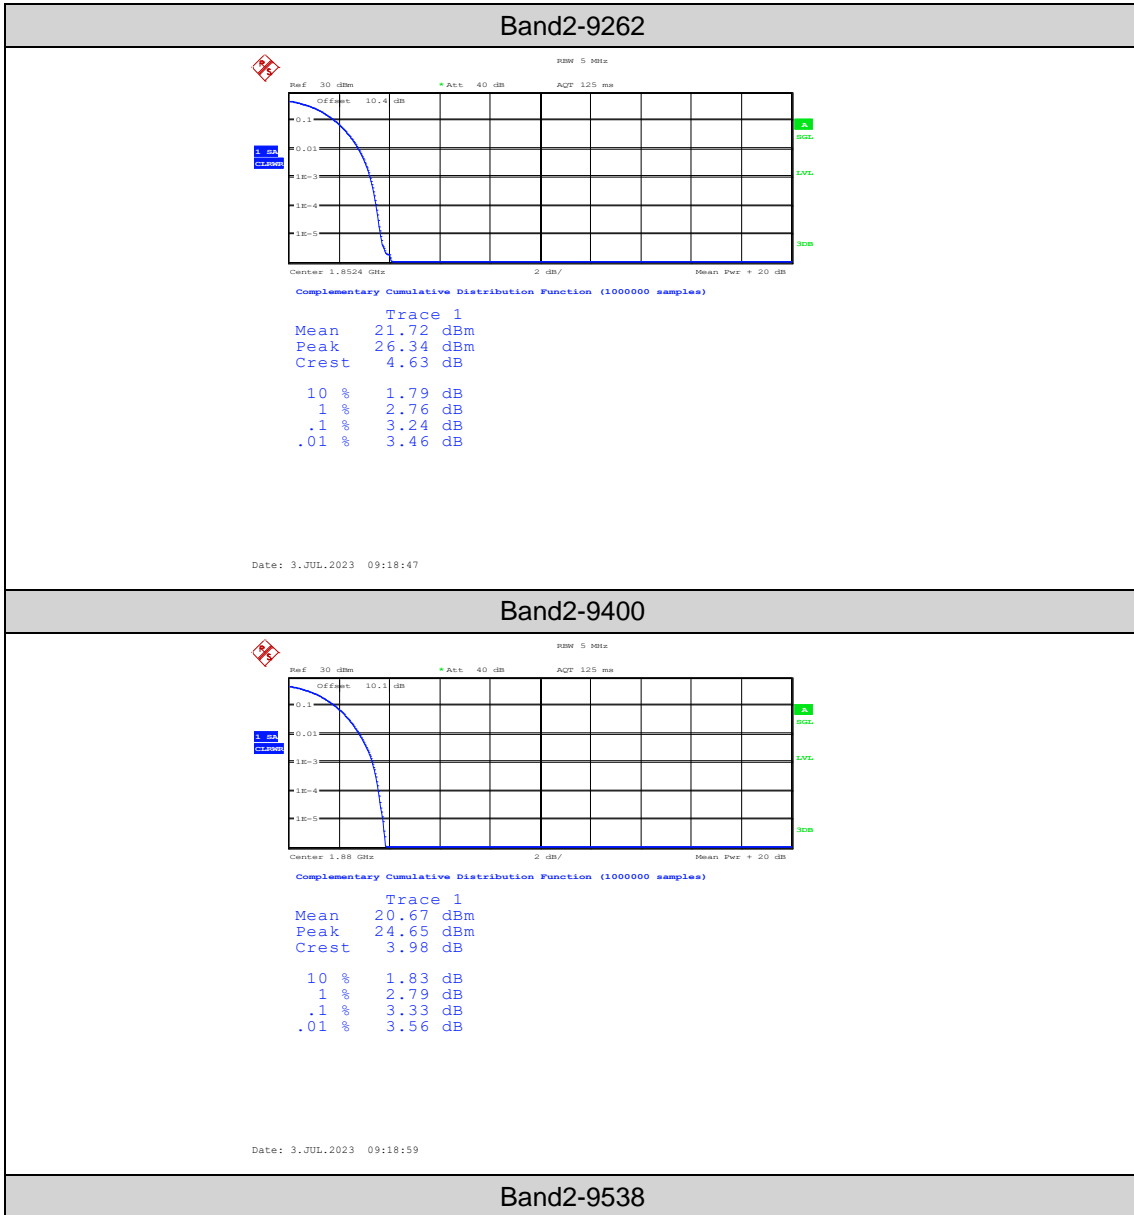 Band2-9262
R S
RBW 5 MHz
Ref 30 dBm *Att 40 dB AQT 125 ms
Offset 10.4 dB
0.1
A
SGL
1 SA
0.01
CLRWR
1E-3
LVL
1E-4
1E-5
3DB
Center 1.8524 GHz 2 dB/ Mean Pwr + 20 dB
Complementary Cumulative Distribution Function (1000000 samples)
Trace 1
Mean 21.72 dBm
Peak 26.34 dBm
Crest 4.63 dB
10 % 1.79 dB
1 % 2.76 dB
.1 % 3.24 dB
.01 % 3.46 dB
Date: 3.JUL.2023 09:18:47
Band2-9400
R S
RBW 5 MHz
Ref 30 dBm *Att 40 dB AQT 125 ms
Offset 10.1 dB
0.1
A
SGL
1 SA
0.01
CLRWR
1E-3
LVL
1E-4
1E-5
3DB
Center 1.88 GHz 2 dB/ Mean Pwr + 20 dB
Complementary Cumulative Distribution Function (1000000 samples)
Trace 1
Mean 20.67 dBm
Peak 24.65 dBm
Crest 3.98 dB
10 % 1.83 dB
1 % 2.79 dB
.1 % 3.33 dB
.01 % 3.56 dB
Date: 3.JUL.2023 09:18:59
Band2-9538